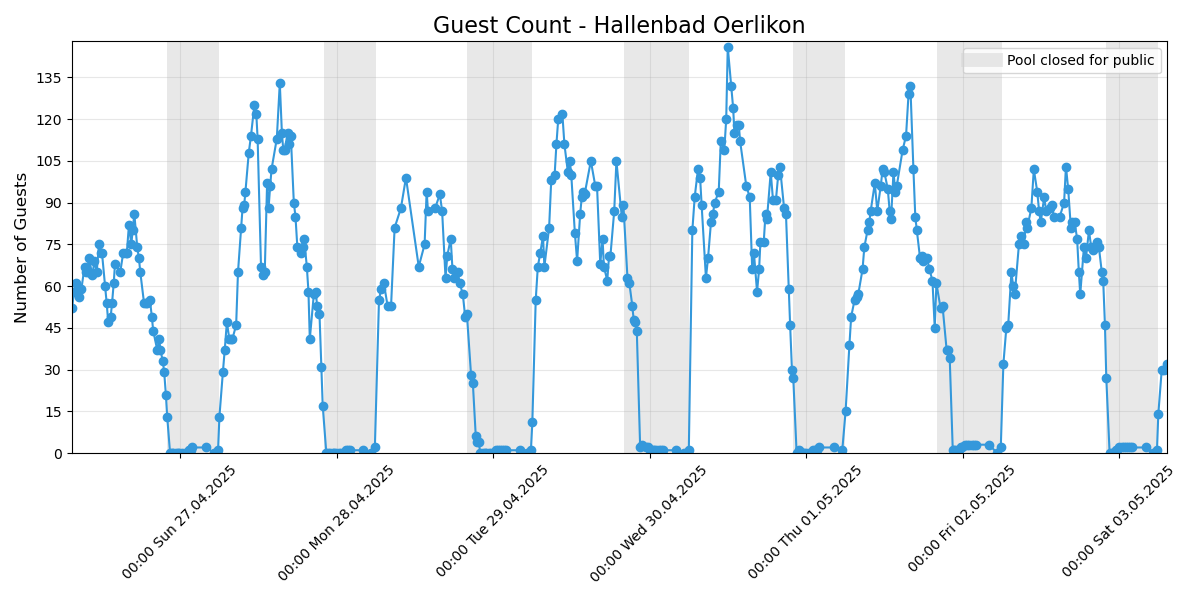 Guest Count - Hallenbad Oerlikon
Pool closed for public
Number of Guests
135
120
105
90
75
60
45
30
15
0
00:00 Sun 27.04.2025
00:00 Mon 28.04.2025
00:00 Tue 29.04.2025
00:00 Wed 30.04.2025
00:00 Thu 01.05.2025
00:00 Fri 02.05.2025
00:00 Sat 03.05.2025